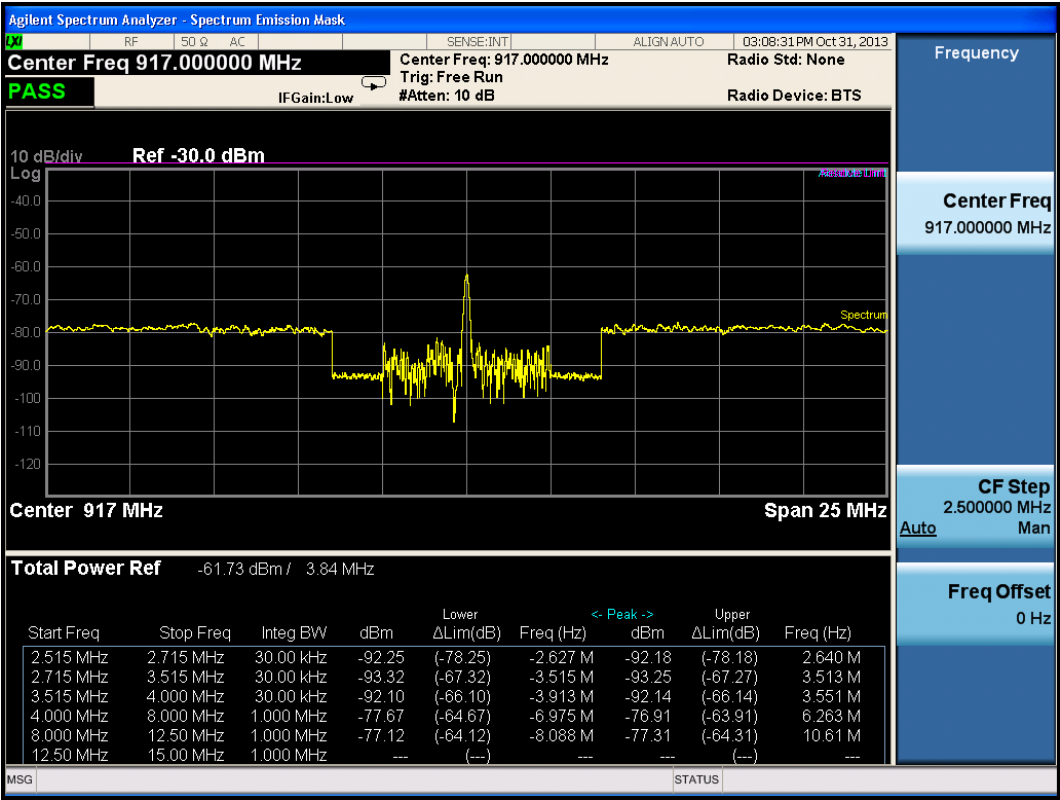 Agilent Spectrum Analyzer - Spectrum Emission Mask
LXI RF 50 Ω AC SENSE:INT ALIGN AUTO 03:08:31 PM Oct 31, 2013
Center Freq 917.000000 MHz
Center Freq: 917.000000 MHz
Radio Std: None
Trig: Free Run
PASS
IFGain:Low
#Atten: 10 dB
Radio Device: BTS
10 dB/div Ref -30.0 dBm
Log
Absolute Limit
-40.0
-50.0
-60.0
-70.0
Spectrum
-80.0
-90.0
-100
-110
-120
Center 917 MHz Span 25 MHz
Total Power Ref -61.73 dBm / 3.84 MHz
Lower <- Peak -> Upper
Start Freq Stop Freq Integ BW dBm ΔLim(dB) Freq (Hz) dBm ΔLim(dB) Freq (Hz)
2.515 MHz 2.715 MHz 30.00 kHz -92.25 (-78.25) -2.627 M -92.18 (-78.18) 2.640 M
2.715 MHz 3.515 MHz 30.00 kHz -93.32 (-67.32) -3.515 M -93.25 (-67.27) 3.513 M
3.515 MHz 4.000 MHz 30.00 kHz -92.10 (-66.10) -3.913 M -92.14 (-66.14) 3.551 M
4.000 MHz 8.000 MHz 1.000 MHz -77.67 (-64.67) -6.975 M -76.91 (-63.91) 6.263 M
8.000 MHz 12.50 MHz 1.000 MHz -77.12 (-64.12) -8.088 M -77.31 (-64.31) 10.61 M
12.50 MHz 15.00 MHz 1.000 MHz --- (---) --- --- (---) ---
MSG STATUS
Frequency
Center Freq
917.000000 MHz
CF Step
2.500000 MHz
Auto Man
Freq Offset
0 Hz